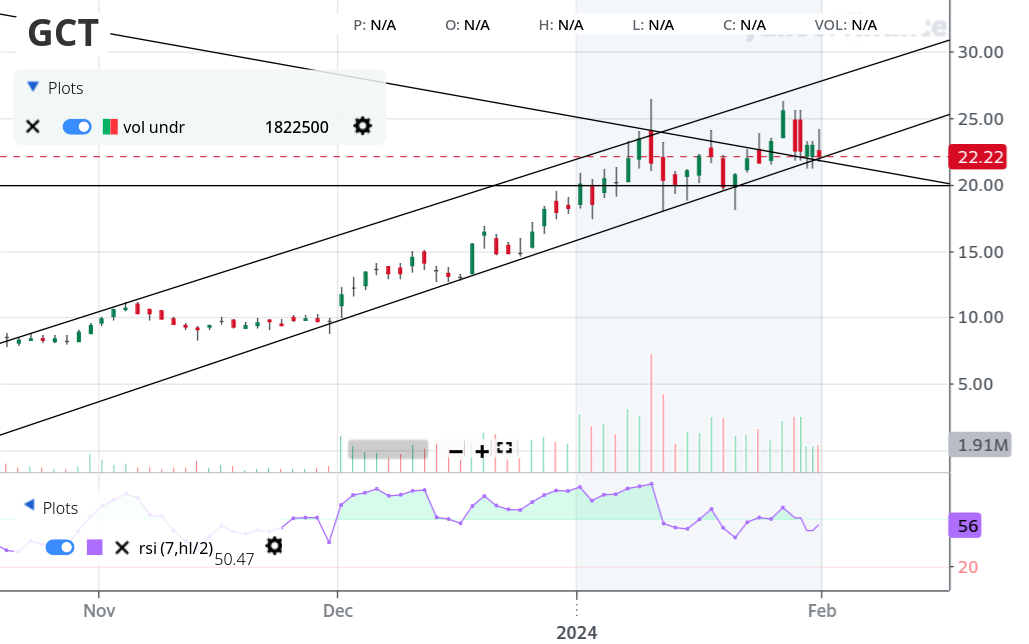 GCT
P: N/A O: N/A H: N/A L: N/A C: N/A VOL: N/A
Plots
vol undr 1822500
30.00
25.00
22.22
20.00
15.00
10.00
5.00
1.91M
Plots
rsi (7,hl/2) 50.47
56
20
Nov Dec Feb
2024